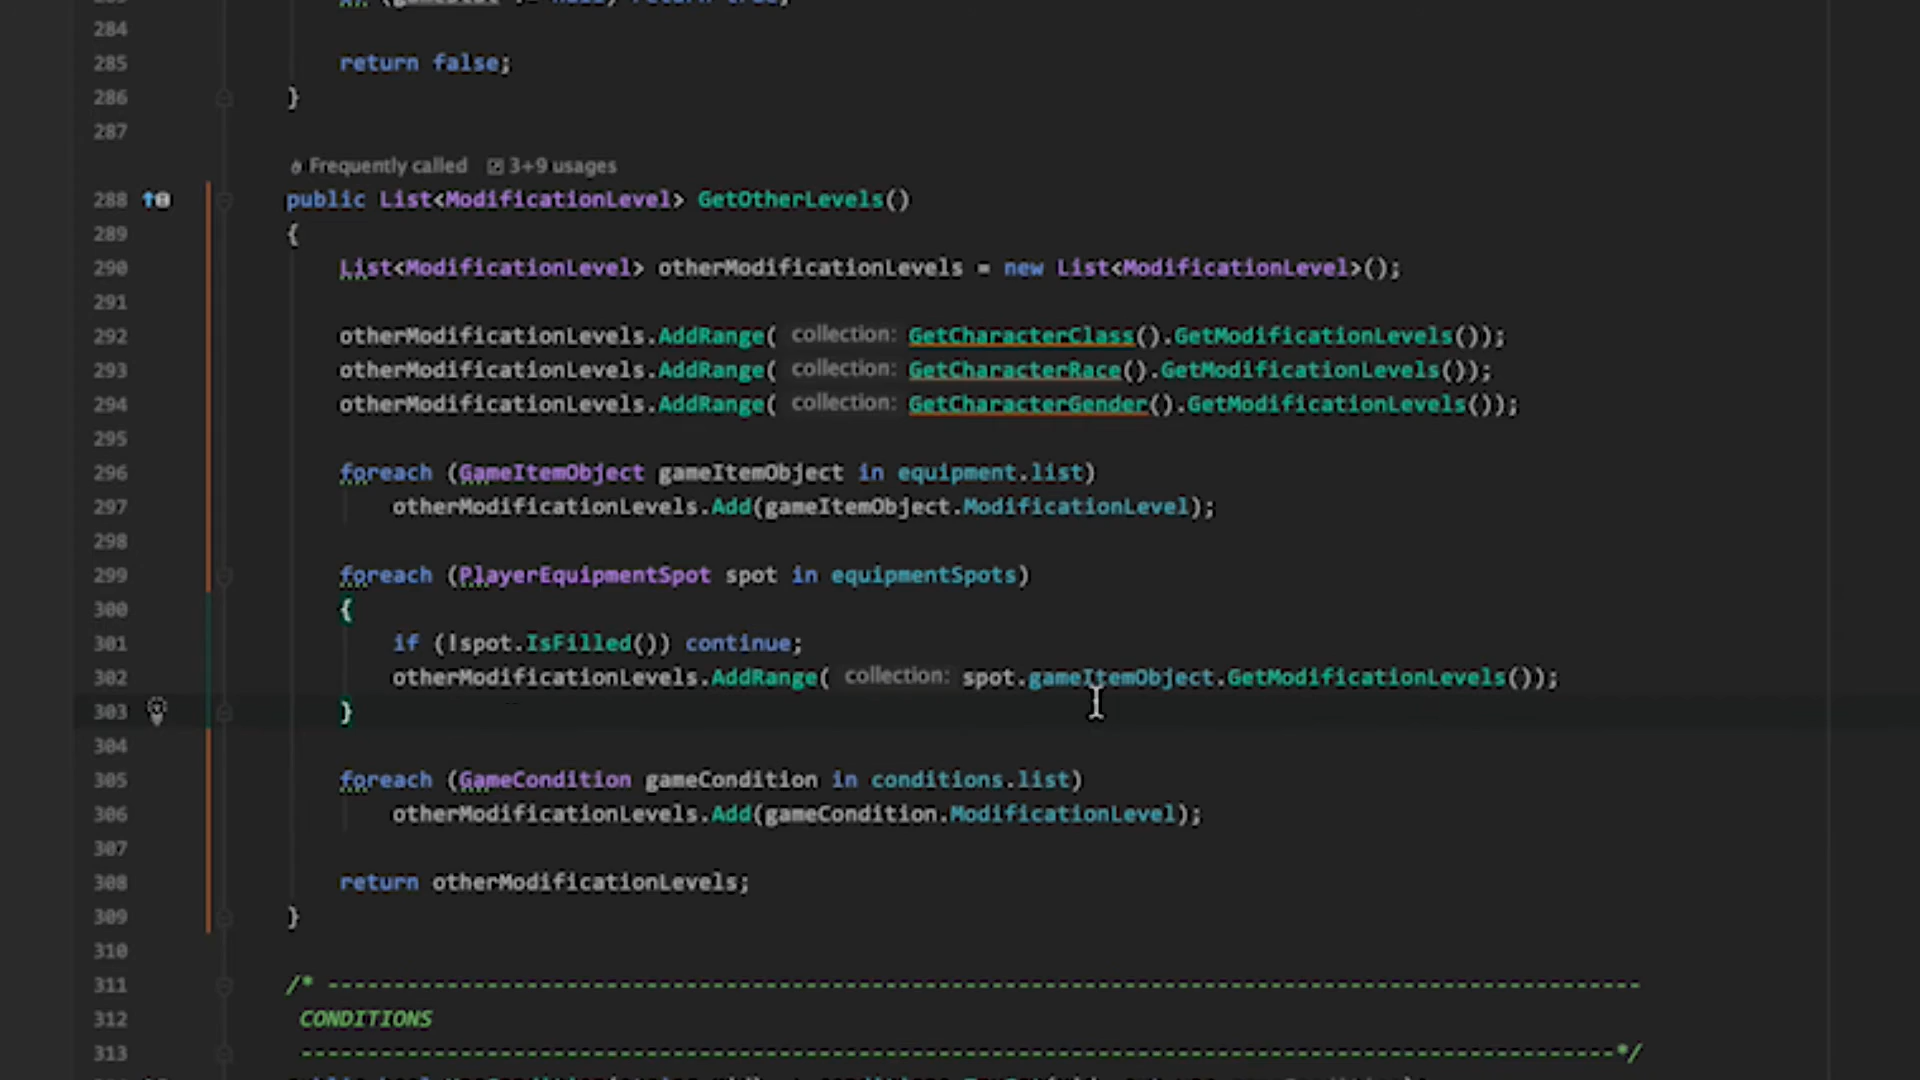 284
285 return false;
286 }
287
Frequently called 3+9 usages
288 public List<ModificationLevel> GetOtherLevels()
289 {
290 List<ModificationLevel> otherModificationLevels = new List<ModificationLevel>();
291
292 otherModificationLevels.AddRange( collection: GetCharacterClass().GetModificationLevels());
293 otherModificationLevels.AddRange( collection: GetCharacterRace().GetModificationLevels());
294 otherModificationLevels.AddRange( collection: GetCharacterGender().GetModificationLevels());
295
296 foreach (GameItemObject gameItemObject in equipment.list)
297 otherModificationLevels.Add(gameItemObject.ModificationLevel);
298
299 foreach (PlayerEquipmentSpot spot in equipmentSpots)
300 {
301 if (!spot.IsFilled()) continue;
302 otherModificationLevels.AddRange( collection: spot.gameItemObject.GetModificationLevels());
303 }
304
305 foreach (GameCondition gameCondition in conditions.list)
306 otherModificationLevels.Add(gameCondition.ModificationLevel);
307
308 return otherModificationLevels;
309 }
310
311 /* ----------------------------------------------------------------------------------------------------
312 CONDITIONS
313 ----------------------------------------------------------------------------------------------------*/